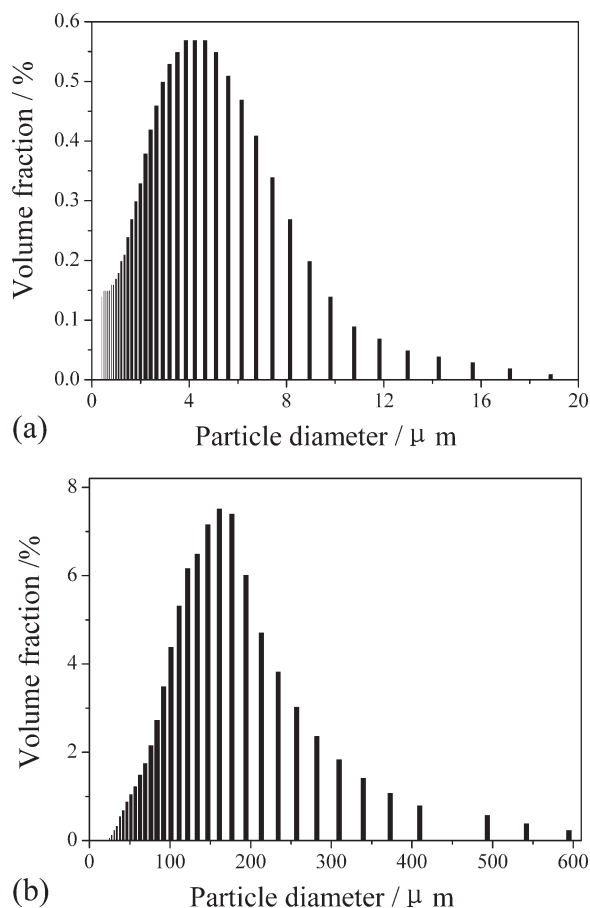 0.6
0.5
0.4
0.3
0.2
0.1
0.0
Volume fraction / %
0 4 8 12 16 20
(a)
Particle diameter / μ m
8
6
4
2
0
Volume fraction /%
0 100 200 300 400 500 600
(b)
Particle diameter / μ m